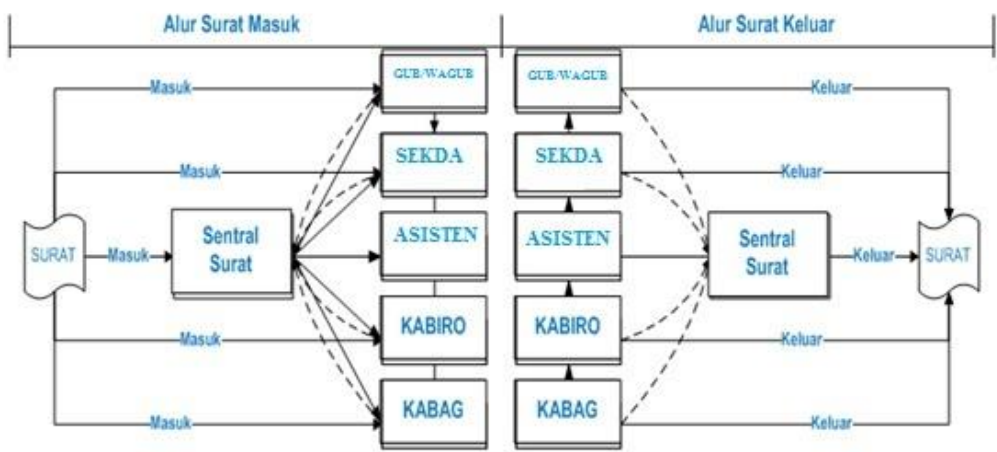 Alur Surat Masuk
Alur Surat Keluar
GUB/WAGUB
GUB/WAGUB
Masuk
Keluar
SEKDA
SEKDA
Masuk
Keluar
SURAT
Masuk
Sentral
Surat
ASISTEN
ASISTEN
Sentral
Surat
Keluar
SURAT
KABIRO
KABIRO
Masuk
Keluar
KABAG
KABAG
Masuk
Keluar